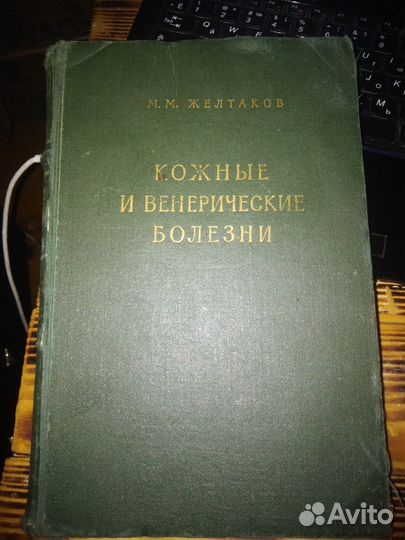 М. М. ЖЕЛТАКОВ
КОЖНЫЕ
И ВЕНЕРИЧЕСКИЕ
БОЛЕЗНИ
Avito